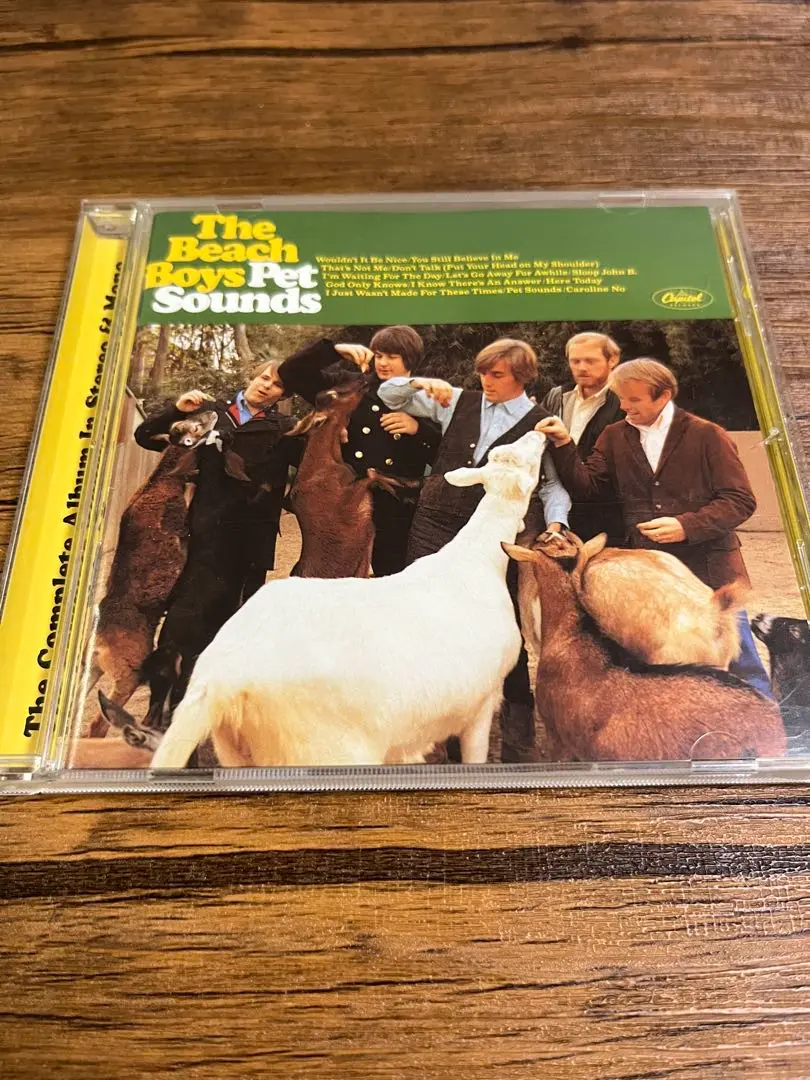 The
Beach
Boys Pet
Sounds
Wouldn't It Be Nice/You Still Believe In Me
That's Not Me/Don't Talk (Put Your Head on My Shoulder)
I'm Waiting For The Day/Let's Go Away For Awhile/Sloop John B.
God Only Knows/I Know There's An Answer/Here Today
I Just Wasn't Made For These Times/Pet Sounds/Caroline No
Capitol
RECORDS
The Complete Album In Stereo & Mono